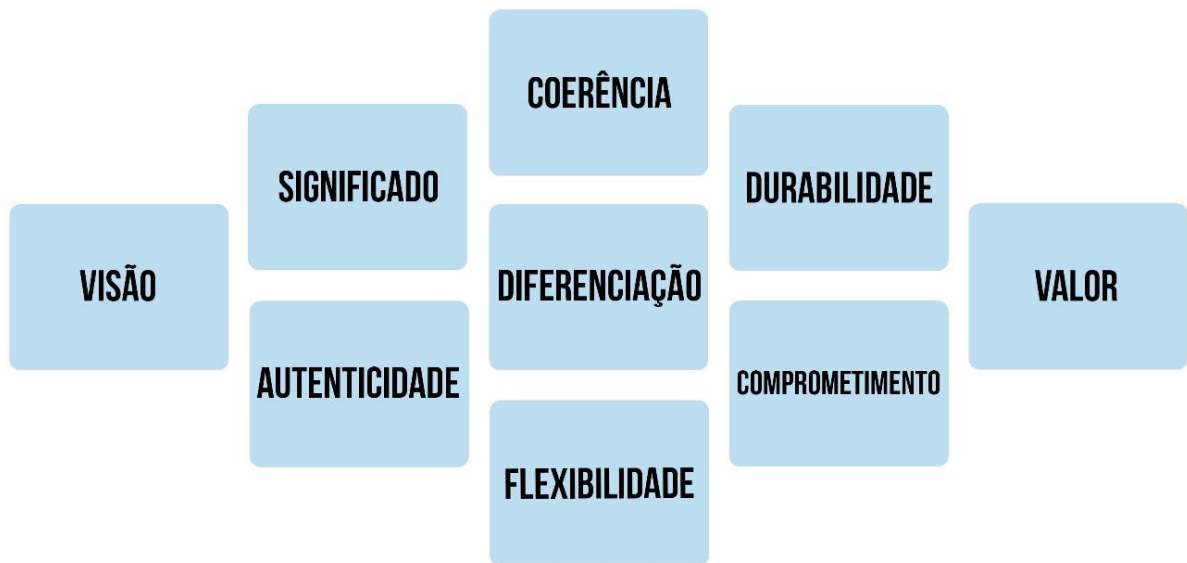 COERÊNCIA
SIGNIFICADO
DURABILIDADE
VISÃO
DIFERENCIAÇÃO
VALOR
AUTENTICIDADE
COMPROMETIMENTO
FLEXIBILIDADE